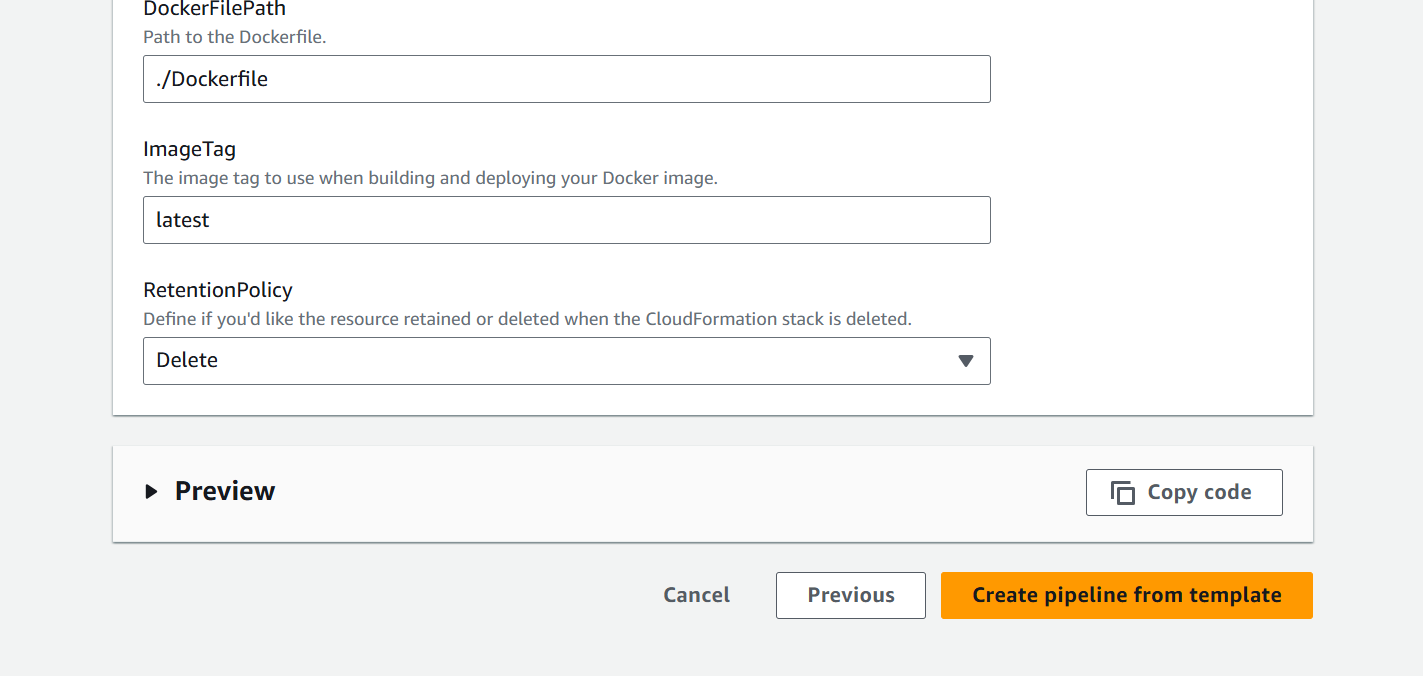 DockerFilePath
Path to the Dockerfile.
./Dockerfile
ImageTag
The image tag to use when building and deploying your Docker image.
latest
RetentionPolicy
Define if you'd like the resource retained or deleted when the CloudFormation stack is deleted.
Delete
Preview
Copy code
Cancel
Previous
Create pipeline from template